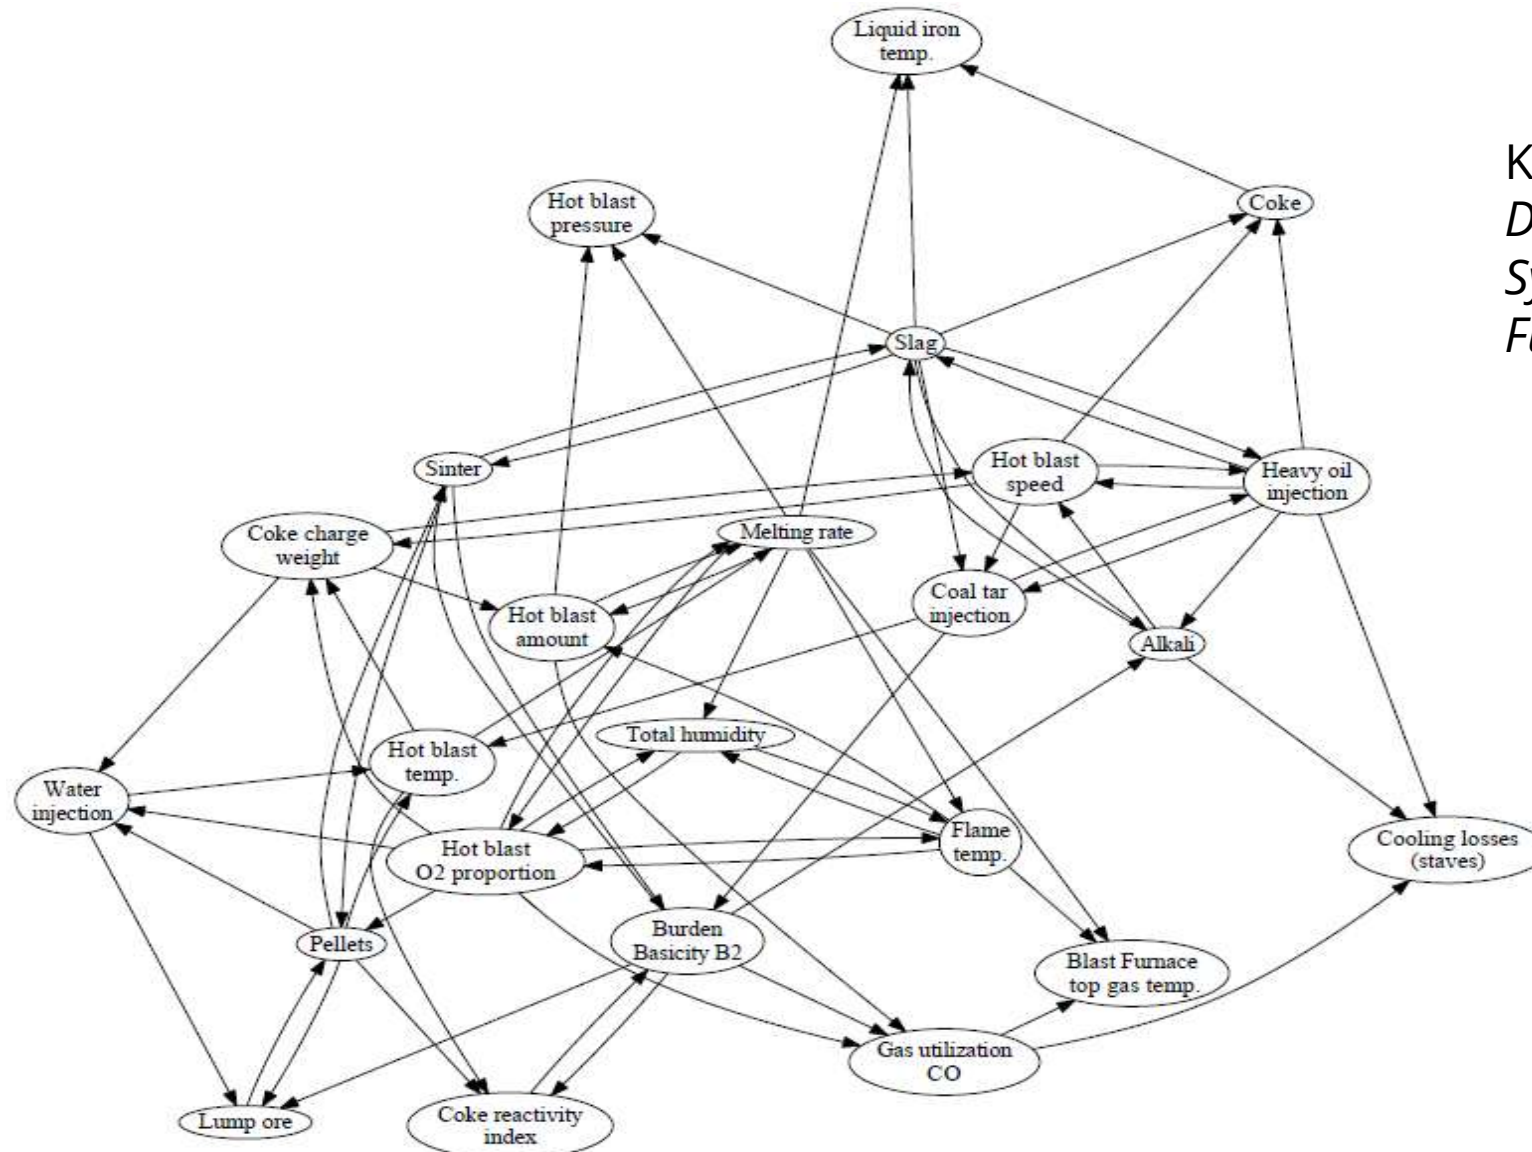 Liquid iron
temp.
Hot blast
pressure
Coke
K
D
Sy
Slag
Sinter
Hot blast
speed
Heavy oil
injection
Coke charge
weight
Melting rate
Hot blast
amount
Coal tar
injection
Alkali
Total humidity
Hot blast
temp.
Water
injection
Hot blast
O2 proportion
Flame
temp.
Cooling losses
(staves)
Pellets
Burden
Basicity B2
Blast Furnace
top gas temp.
Gas utilization
CO
Lump ore
Coke reactivity
index